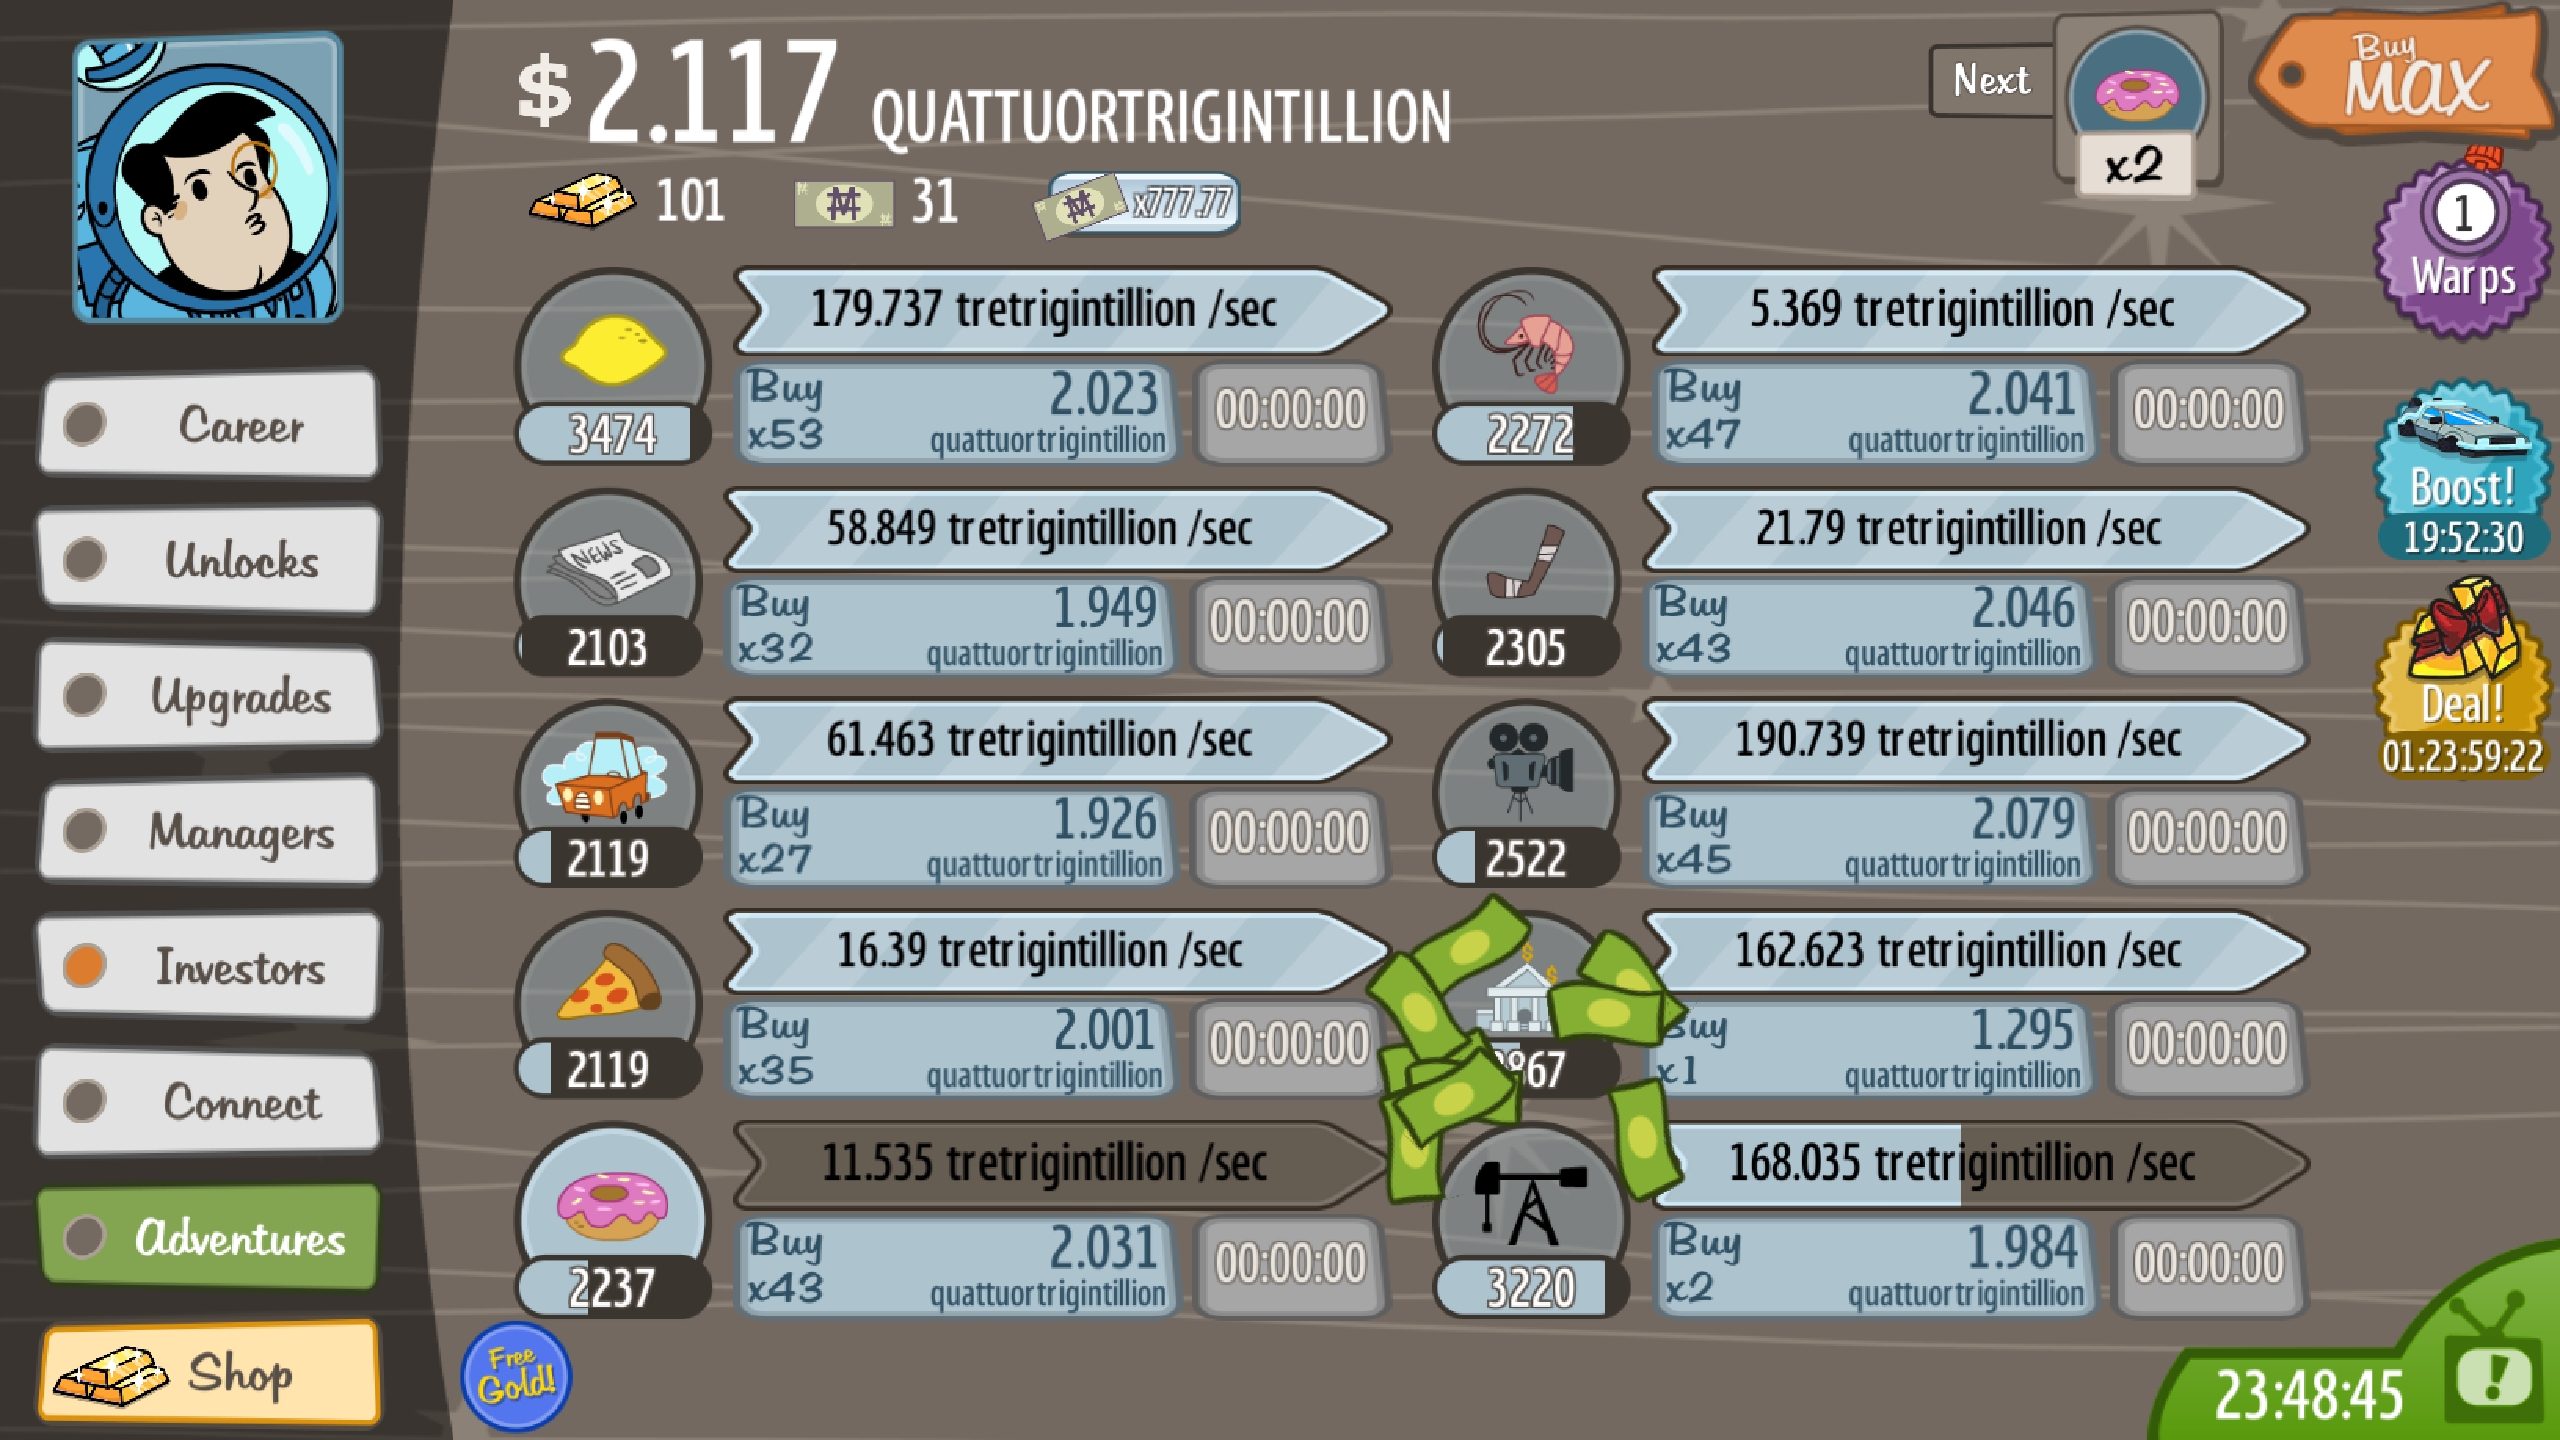 $2.117 QUATTUORTRIGINTILLION
101 31 x777.77
Next
x2
Buy
MAX
1
Warps
Boost!
19:52:30
Deal!
01:23:59:22
Career
Unlocks
Upgrades
Managers
Investors
Connect
Adventures
Shop
179.737 tretrigintillion /sec
3474
Buy 2.023
x53 quattuortrigintillion
00:00:00
NEWS
58.849 tretrigintillion /sec
2103
Buy 1.949
x32 quattuortrigintillion
00:00:00
61.463 tretrigintillion /sec
2119
Buy 1.926
x27 quattuortrigintillion
00:00:00
16.39 tretrigintillion /sec
2119
Buy 2.001
x35 quattuortrigintillion
00:00:00
11.535 tretrigintillion /sec
2237
Buy 2.031
x43 quattuortrigintillion
00:00:00
5.369 tretrigintillion /sec
2272
Buy 2.041
x47 quattuortrigintillion
00:00:00
21.79 tretrigintillion /sec
2305
Buy 2.046
x43 quattuortrigintillion
00:00:00
190.739 tretrigintillion /sec
2522
Buy 2.079
x45 quattuortrigintillion
00:00:00
162.623 tretrigintillion /sec
Buy 1.295
x1 quattuortrigintillion
00:00:00
168.035 tretrigintillion /sec
3220
Buy 1.984
x2 quattuortrigintillion
00:00:00
Free
Gold!
23:48:45